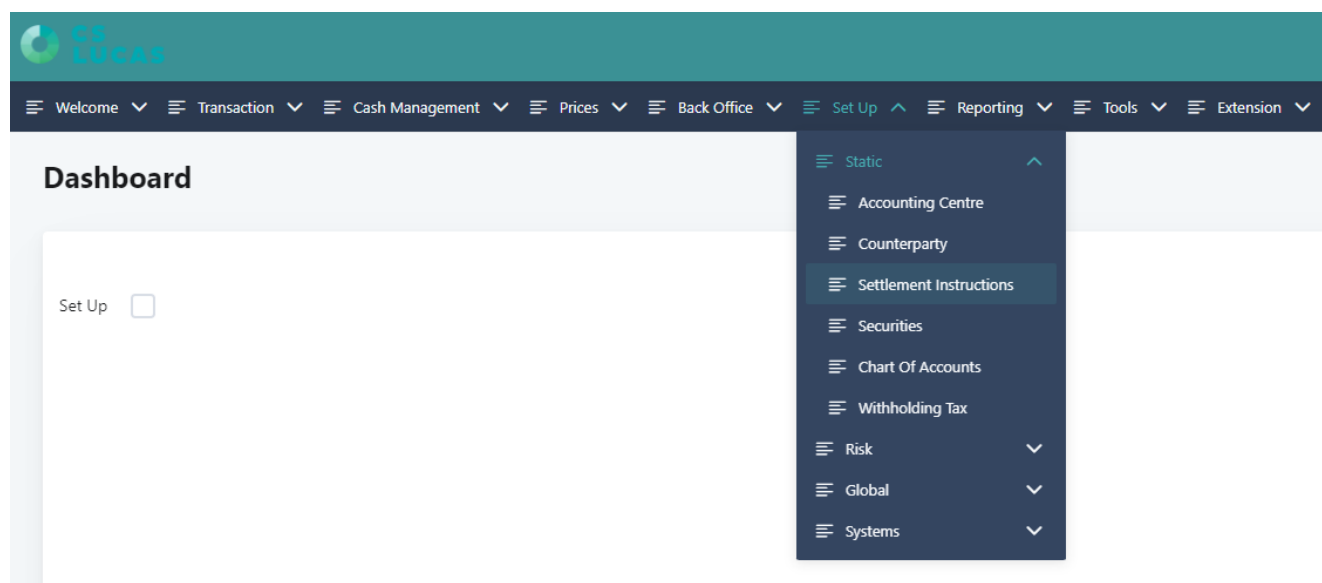 CS
LUCAS
Welcome Transaction Cash Management Prices Back Office Set Up Reporting Tools Extension
Dashboard
Set Up
Static
Accounting Centre
Counterparty
Settlement Instructions
Securities
Chart Of Accounts
Withholding Tax
Risk
Global
Systems